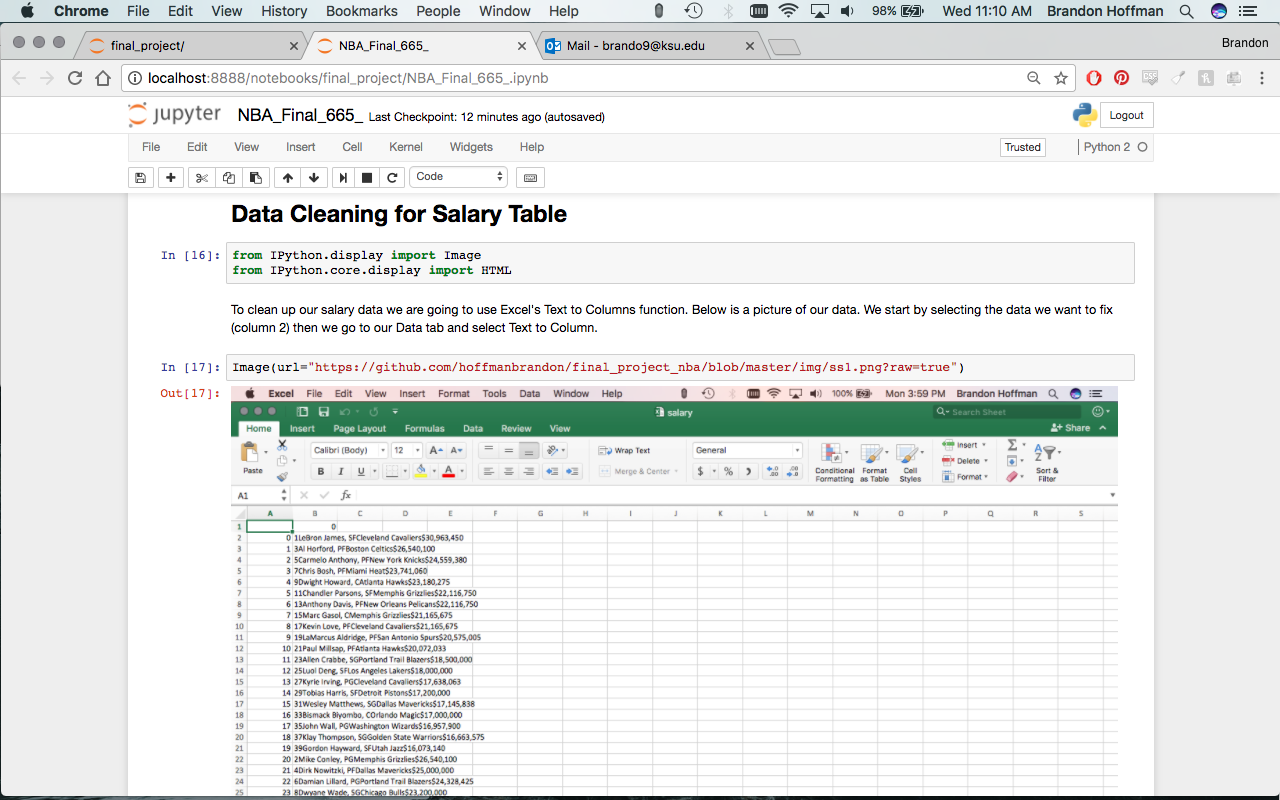 Chrome File Edit View History Bookmarks People Window Help 98% Wed 11:10 AM Brandon Hoffman
final_project/ NBA_Final_665_ Mail - brando9@ksu.edu Brandon
localhost:8888/notebooks/final_project/NBA_Final_665_.ipynb
jupyter NBA_Final_665_ Last Checkpoint: 12 minutes ago (autosaved) Logout
File Edit View Insert Cell Kernel Widgets Help Trusted Python 2
Code
Data Cleaning for Salary Table
In [16]: from IPython.display import Image
from IPython.core.display import HTML
To clean up our salary data we are going to use Excel's Text to Columns function. Below is a picture of our data. We start by selecting the data we want to fix
(column 2) then we go to our Data tab and select Text to Column.
In [17]: Image(url="https://github.com/hoffmanbrandon/final_project_nba/blob/master/img/ss1.png?raw=true")
Out[17]: Excel File Edit View Insert Format Tools Data Window Help 100% Mon 3:59 PM Brandon Hoffman
salary Search Sheet
Home Insert Page Layout Formulas Data Review View Share
Calibri (Body) 12 A A Wrap Text General Insert
Paste B I U A Merge & Center $ % Conditional Formatting Format as Table Cell Styles Delete Format Sort & Filter
A1 fx
A B C D E F G H I J K L M N O P Q R S
1 0
2 0 1LeBron James, SFCleveland Cavaliers$30,963,450
3 1 3Al Horford, PFBoston Celtics$26,540,100
4 2 5Carmelo Anthony, PFNew York Knicks$24,559,380
5 3 7Chris Bosh, PFMiami Heat$23,741,060
6 4 9Dwight Howard, CAtlanta Hawks$23,180,275
7 5 11Chandler Parsons, SFMemphis Grizzlies$22,116,750
8 6 13Anthony Davis, PFNew Orleans Pelicans$22,116,750
9 7 15Marc Gasol, CMemphis Grizzlies$21,165,675
10 8 17Kevin Love, PFCleveland Cavaliers$21,165,675
11 9 19LaMarcus Aldridge, PFSan Antonio Spurs$20,575,005
12 10 21Paul Millsap, PFAtlanta Hawks$20,072,033
13 11 23Allen Crabbe, SGPortland Trail Blazers$18,500,000
14 12 25Luol Deng, SFLos Angeles Lakers$18,000,000
15 13 27Kyrie Irving, PGCleveland Cavaliers$17,638,063
16 14 29Tobias Harris, SFDetroit Pistons$17,200,000
17 15 31Wesley Matthews, SGDallas Mavericks$17,145,838
18 16 33Bismack Biyombo, COrlando Magic$17,000,000
19 17 35John Wall, PGWashington Wizards$16,957,900
20 18 37Klay Thompson, SGGolden State Warriors$16,663,575
21 19 39Gordon Hayward, SFUtah Jazz$16,073,140
22 20 2Mike Conley, PGMemphis Grizzlies$26,540,100
23 21 4Dirk Nowitzki, PFDallas Mavericks$25,000,000
24 22 6Damian Lillard, PGPortland Trail Blazers$24,328,425
25 23 8Dwyane Wade, SGChicago Bulls$23,200,000